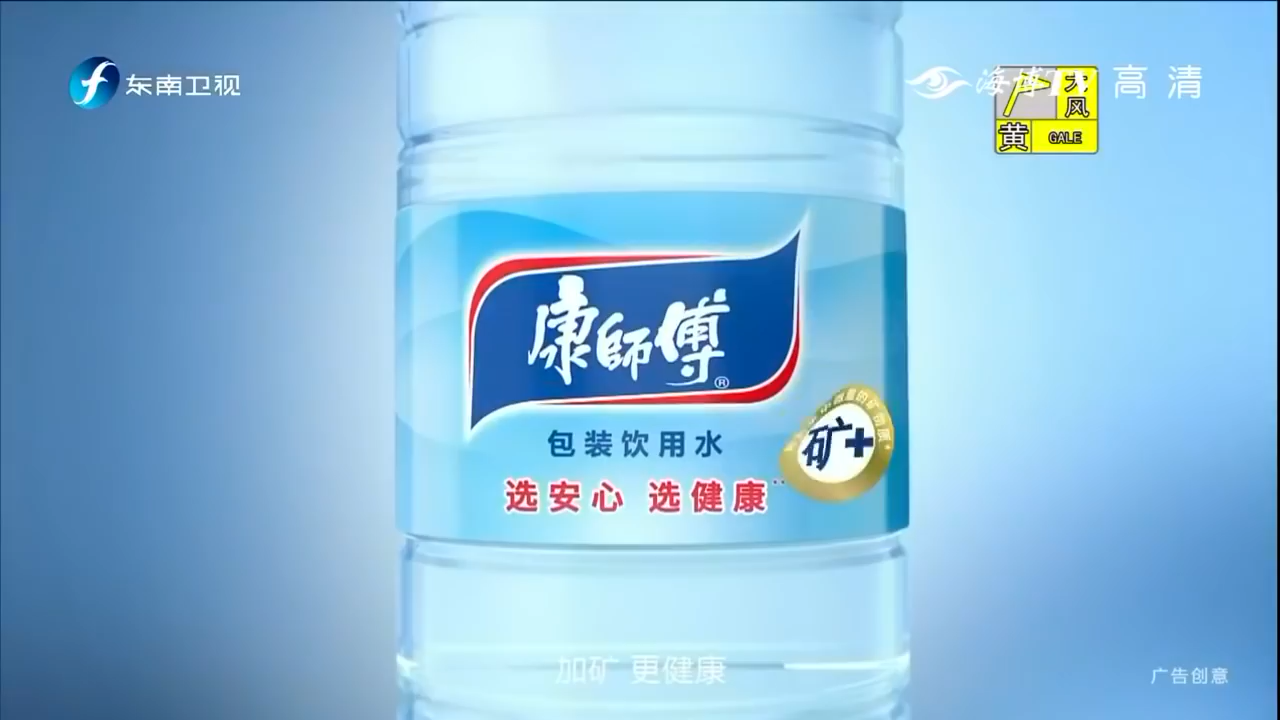 东南卫视
海博TV 高清
大风
黄 GALE
康師傅®
包装饮用水
选安心 选健康
矿+
加矿 更健康
广告创意